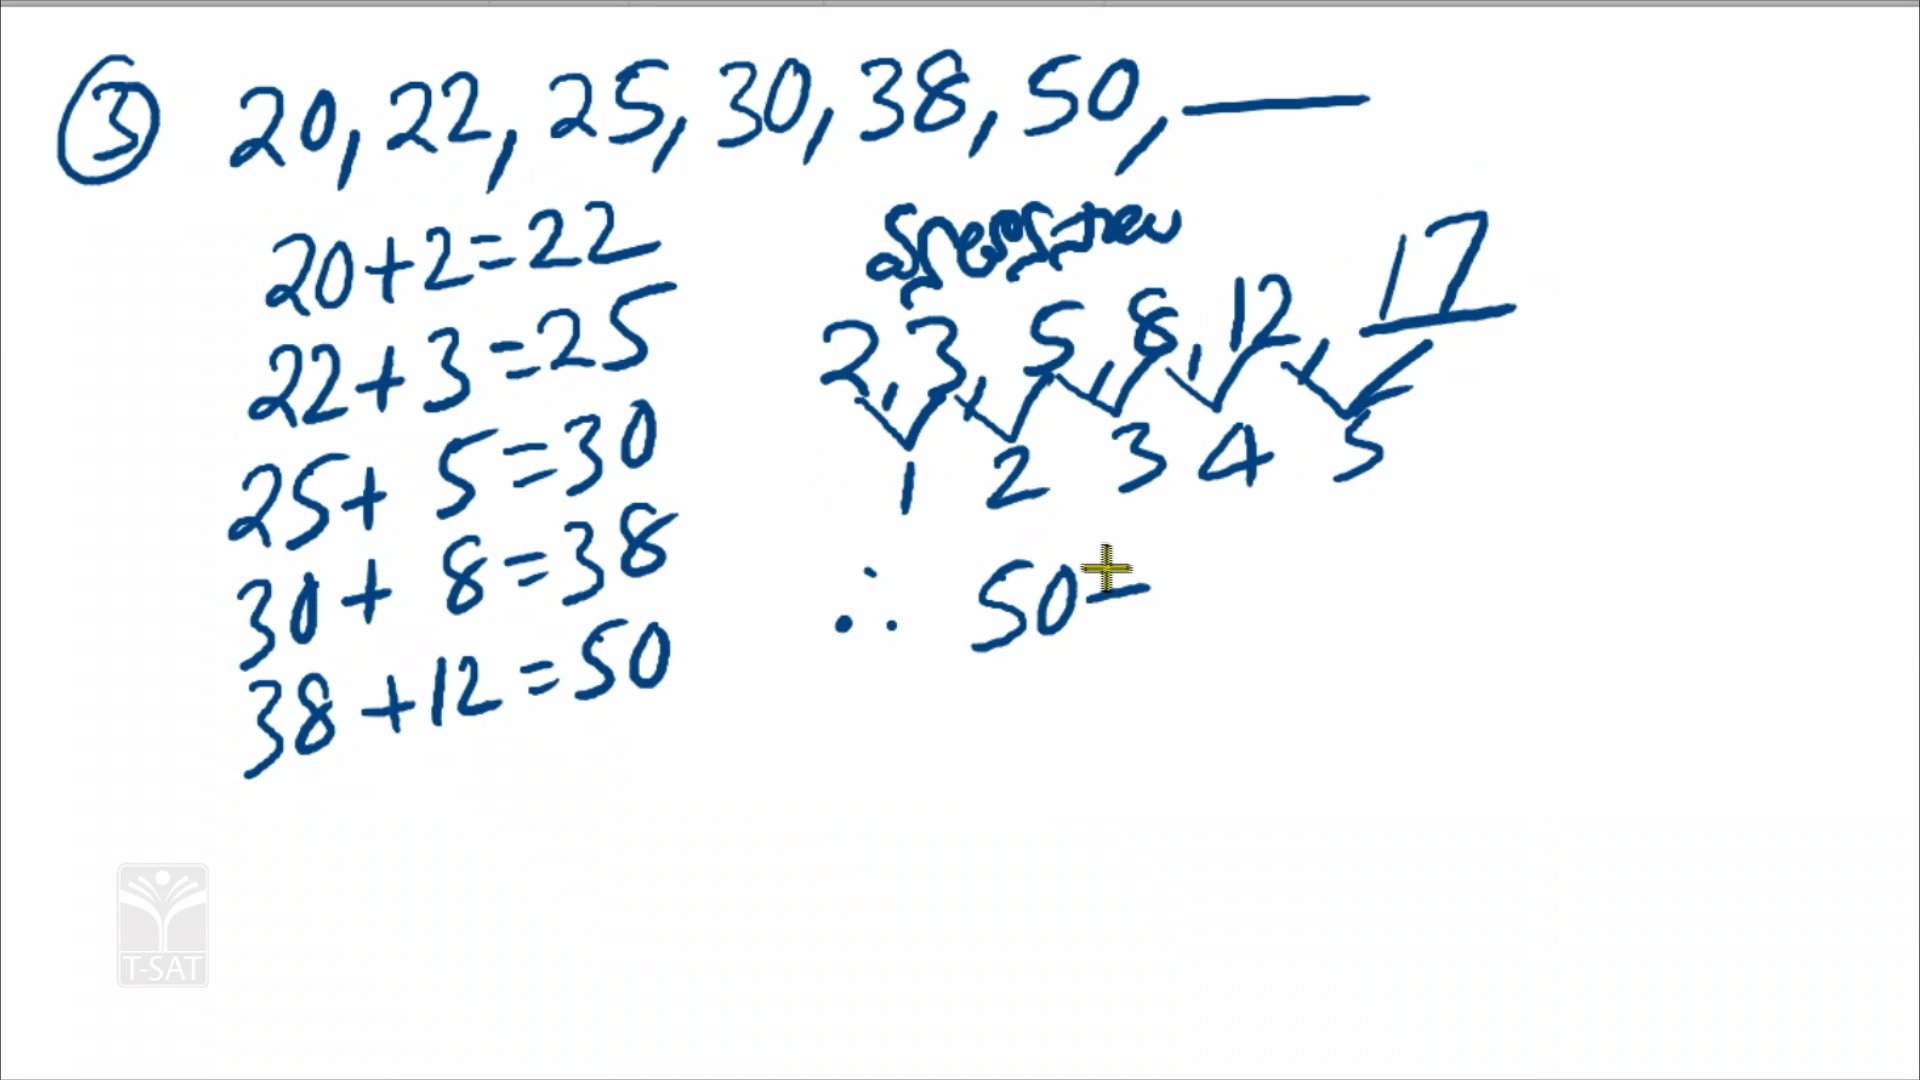 ③ 20, 22, 25, 30, 38, 50, —
20+2=22
22+3=25
25+ 5=30
30+ 8=38
38+12=50
2, 3, 5, 8, 12, 17
1 2 3 4 5
∴ 50
T-SAT